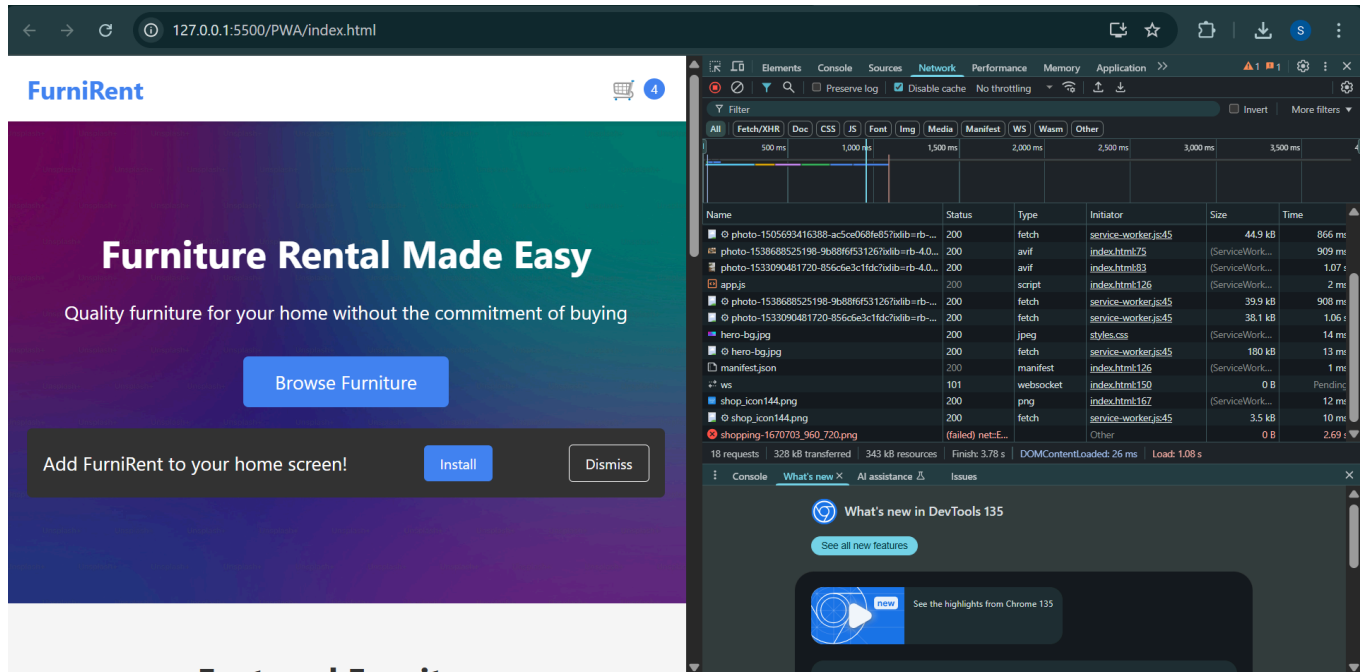 127.0.0.1:5500/PWA/index.html
S
FurniRent
4
Furniture Rental Made Easy
Quality furniture for your home without the commitment of buying
Browse Furniture
Add FurniRent to your home screen! Install Dismiss
Elements Console Sources Network Performance Memory Application 1 1
Preserve log Disable cache No throttling
Filter Invert More filters
All Fetch/XHR Doc CSS JS Font Img Media Manifest WS Wasm Other
500 ms 1,000 ms 1,500 ms 2,000 ms 2,500 ms 3,000 ms 3,500 ms
Name Status Type Initiator Size Time
photo-1505693416388-ac5ce068fe85?ixlib=rb-... 200 fetch service-worker.js:45 44.9 kB 866 ms
photo-1538688525198-9b88f6f53126?ixlib=rb-4.0... 200 avif index.html:75 (ServiceWork... 909 ms
photo-1533090481720-856c6e3c1fdc?ixlib=rb-4.0... 200 avif index.html:83 (ServiceWork... 1.07 s
app.js 200 script index.html:126 (ServiceWork... 2 ms
photo-1538688525198-9b88f6f53126?ixlib=rb-... 200 fetch service-worker.js:45 39.9 kB 908 ms
photo-1533090481720-856c6e3c1fdc?ixlib=rb-... 200 fetch service-worker.js:45 38.1 kB 1.06 s
hero-bg.jpg 200 jpeg styles.css (ServiceWork... 14 ms
hero-bg.jpg 200 fetch service-worker.js:45 180 kB 13 ms
manifest.json 200 manifest index.html:126 (ServiceWork... 1 ms
ws 101 websocket index.html:150 0 B Pending
shop_icon144.png 200 png index.html:167 (ServiceWork... 12 ms
shop_icon144.png 200 fetch service-worker.js:45 3.5 kB 10 ms
shopping-1670703_960_720.png (failed) net::E... Other 0 B 2.69 s
18 requests 328 kB transferred 343 kB resources Finish: 3.78 s DOMContentLoaded: 26 ms Load: 1.08 s
Console What's new AI assistance Issues
What's new in DevTools 135
See all new features
new
See the highlights from Chrome 135